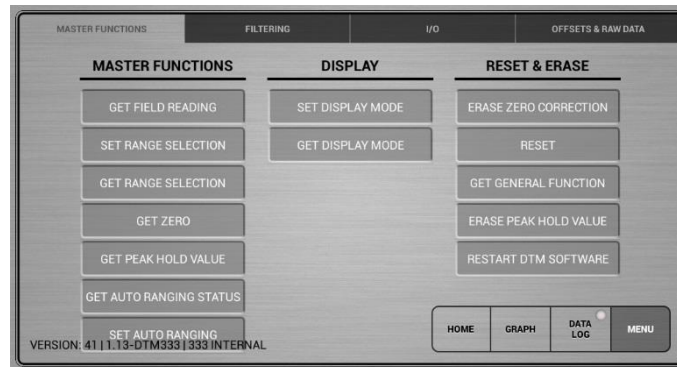 MASTER FUNCTIONS
FILTERING
I/O
OFFSETS & RAW DATA
MASTER FUNCTIONS
GET FIELD READING
SET RANGE SELECTION
GET RANGE SELECTION
GET ZERO
GET PEAK HOLD VALUE
GET AUTO RANGING STATUS
SET AUTO RANGING
DISPLAY
SET DISPLAY MODE
GET DISPLAY MODE
RESET & ERASE
ERASE ZERO CORRECTION
RESET
GET GENERAL FUNCTION
ERASE PEAK HOLD VALUE
RESTART DTM SOFTWARE
HOME
GRAPH
DATA
LOG
MENU
VERSION: 41 | 1.13-DTM333 | 333 INTERNAL